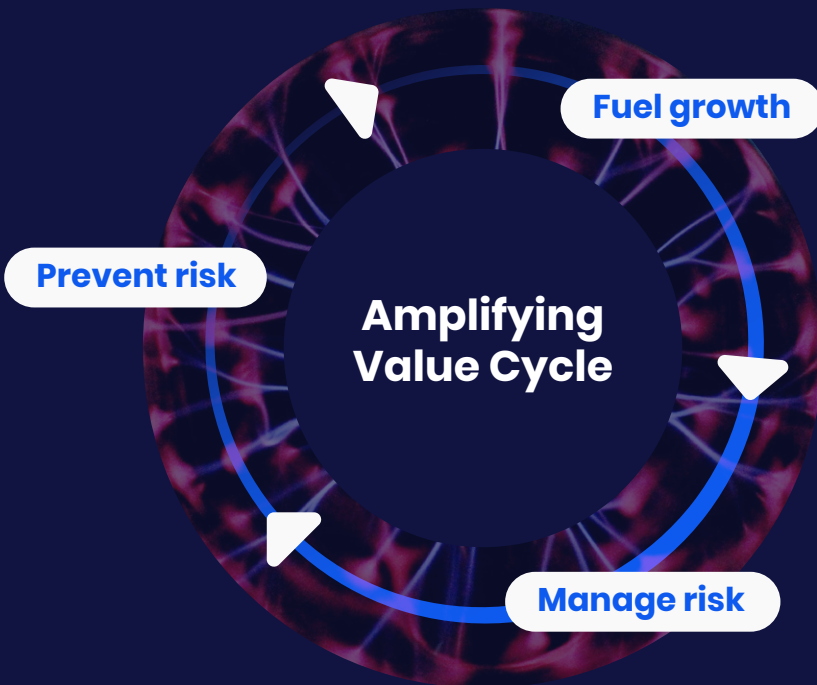 Fuel growth
Prevent risk
Amplifying
Value Cycle
Manage risk